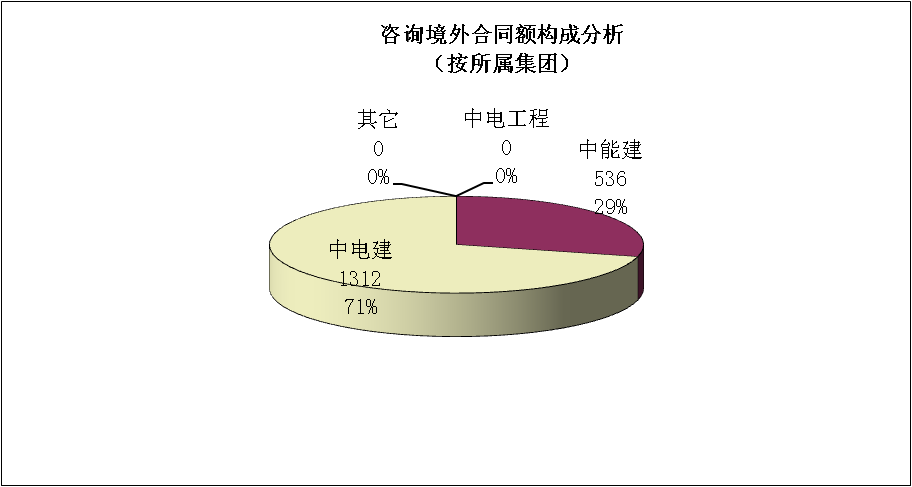 咨询境外合同额构成分析
（按所属集团）
其它
0
0%
中电工程
0
0%
中能建
536
29%
中电建
1312
71%